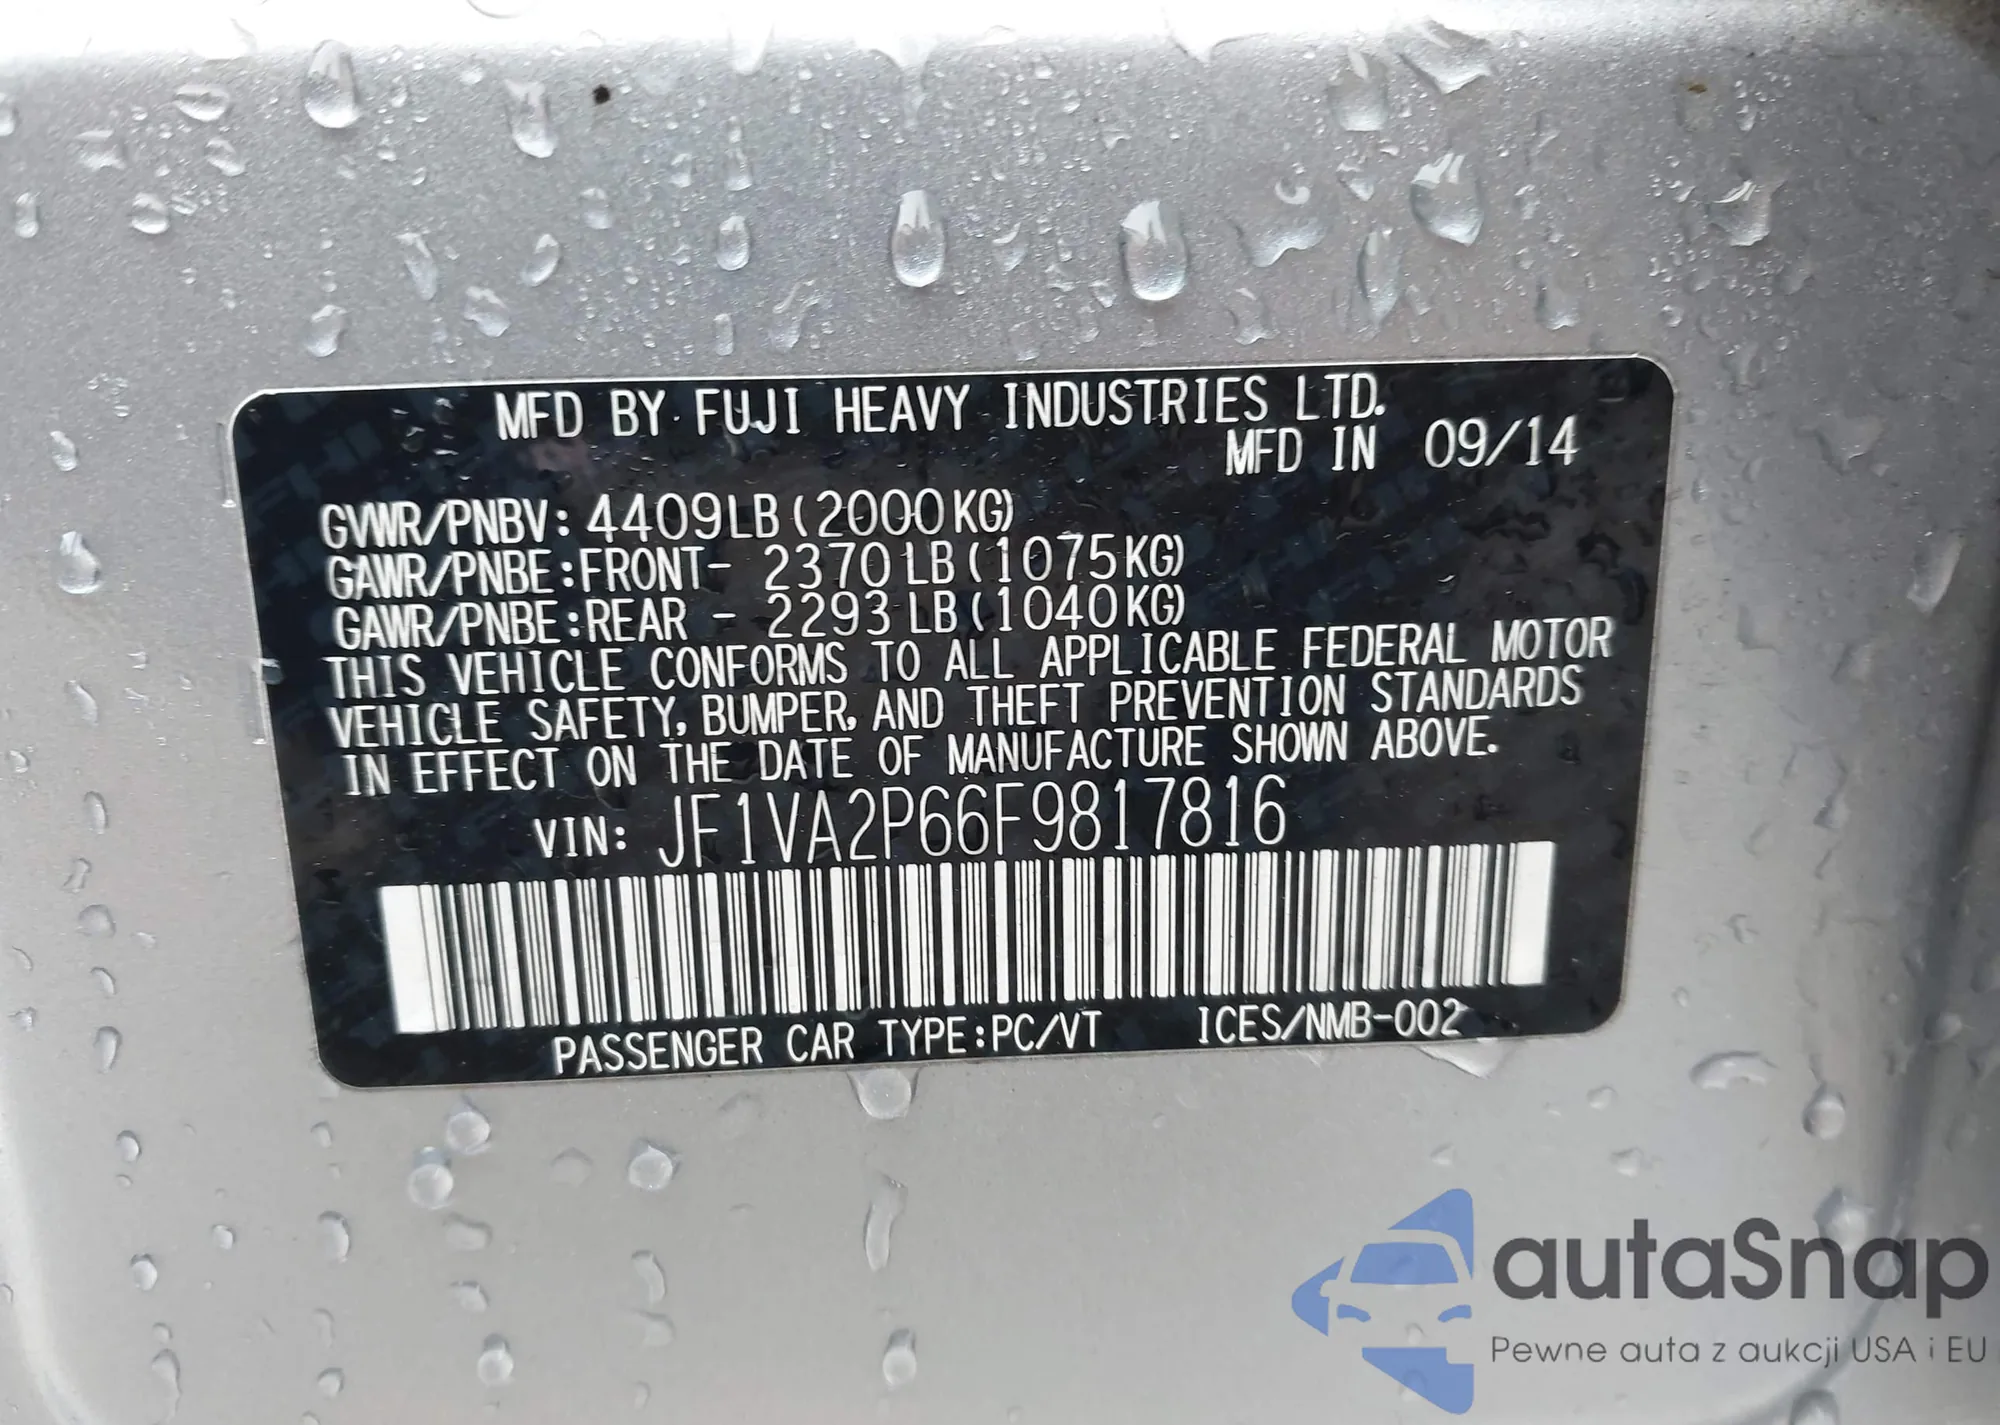 MFD BY FUJI HEAVY INDUSTRIES LTD.
MFD IN 09/14
GVWR/PNBV: 4409LB (2000KG)
GAWR/PNBE:FRONT- 2370LB (1075KG)
GAWR/PNBE:REAR - 2293LB (1040KG)
THIS VEHICLE CONFORMS TO ALL APPLICABLE FEDERAL MOTOR
VEHICLE SAFETY, BUMPER, AND THEFT PREVENTION STANDARDS
IN EFFECT ON THE DATE OF MANUFACTURE SHOWN ABOVE.
VIN: JF1VA2P66F9817816
PASSENGER CAR TYPE:PC/VT ICES/NMB-002
autaSnap
Pewne auta z aukcji USA i EU